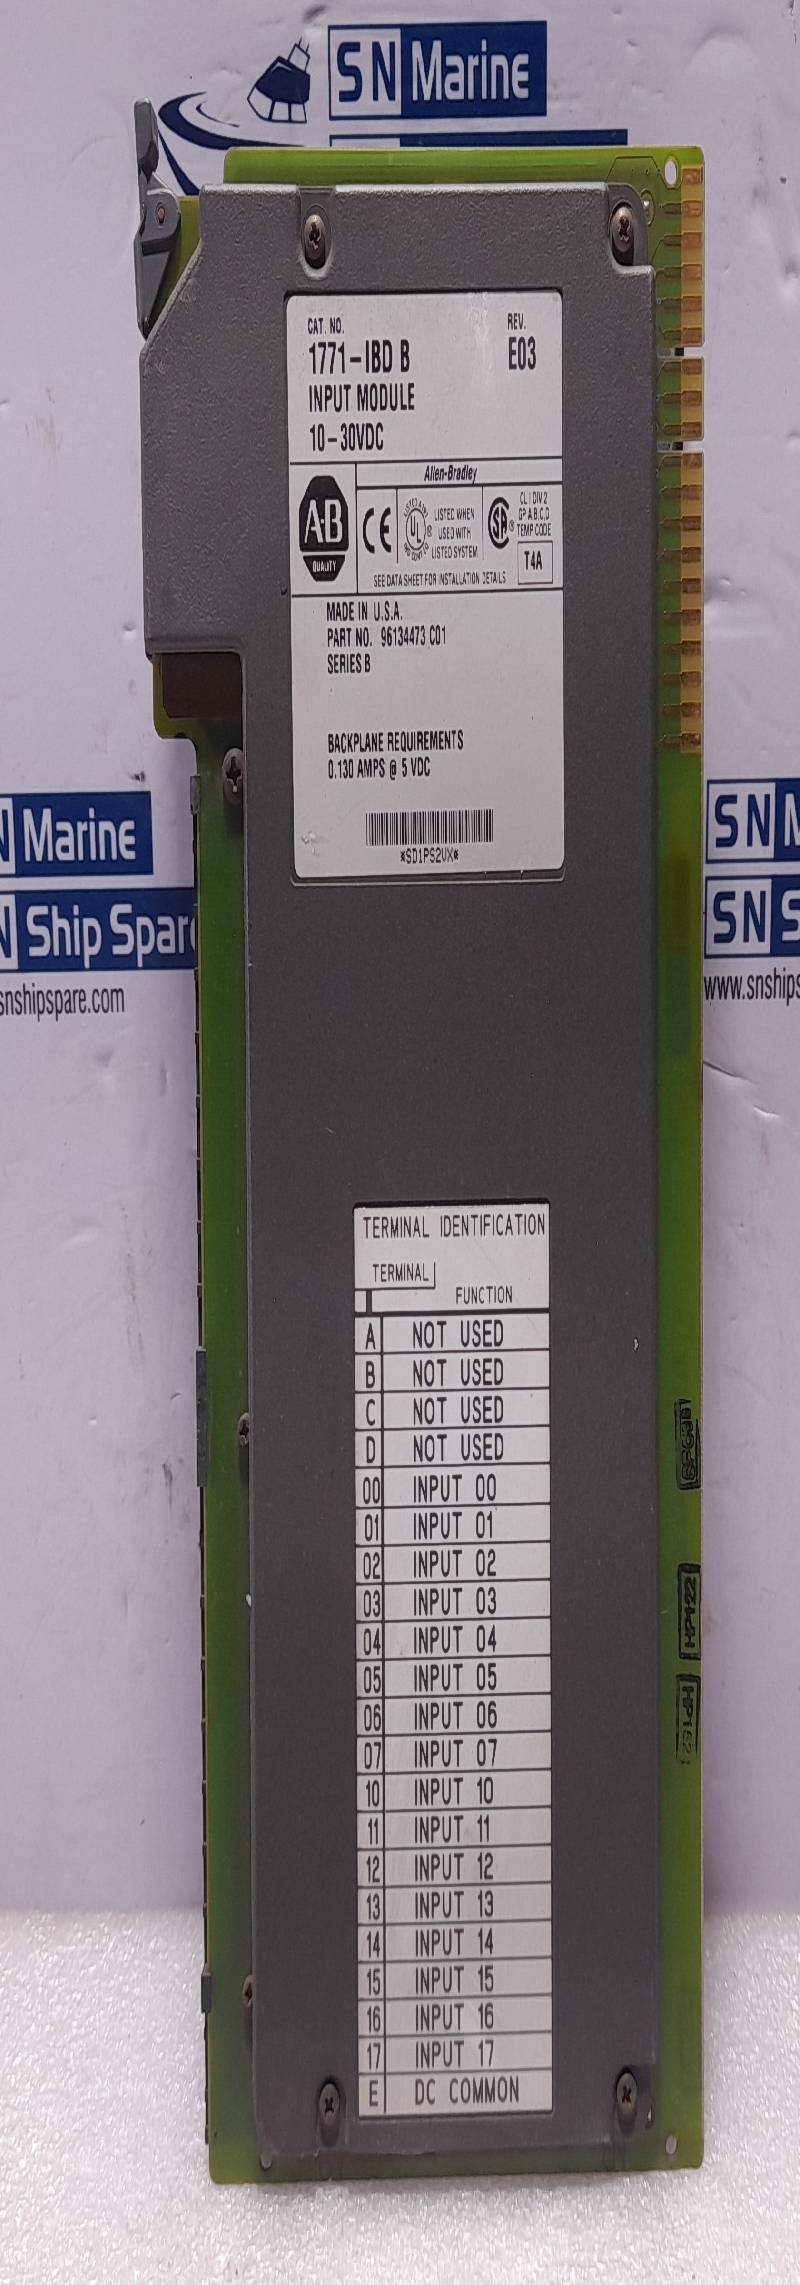 SN Marine
CAT. NO.
REV.
1771-IBD B
E03
INPUT MODULE
10-30VDC
Allen-Bradley
A-B
QUALITY
CE
UL
LISTED WHEN
USED WITH
LISTED SYSTEM
CL I DIV 2
GP A,B,C,D
TEMP CODE
T4A
SEE DATA SHEET FOR INSTALLATION DETAILS
MADE IN U.S.A.
PART NO. 96134473 C01
SERIES B
BACKPLANE REQUIREMENTS
0.130 AMPS @ 5 VDC
*SD1PS2VX*
N Marine
N Ship Spar
snshipspare.com
SN
SN S
www.snships
TERMINAL IDENTIFICATION
TERMINAL
FUNCTION
A NOT USED
B NOT USED
C NOT USED
D NOT USED
00 INPUT 00
01 INPUT 01
02 INPUT 02
03 INPUT 03
04 INPUT 04
05 INPUT 05
06 INPUT 06
07 INPUT 07
10 INPUT 10
11 INPUT 11
12 INPUT 12
13 INPUT 13
14 INPUT 14
15 INPUT 15
16 INPUT 16
17 INPUT 17
E DC COMMON
HP122